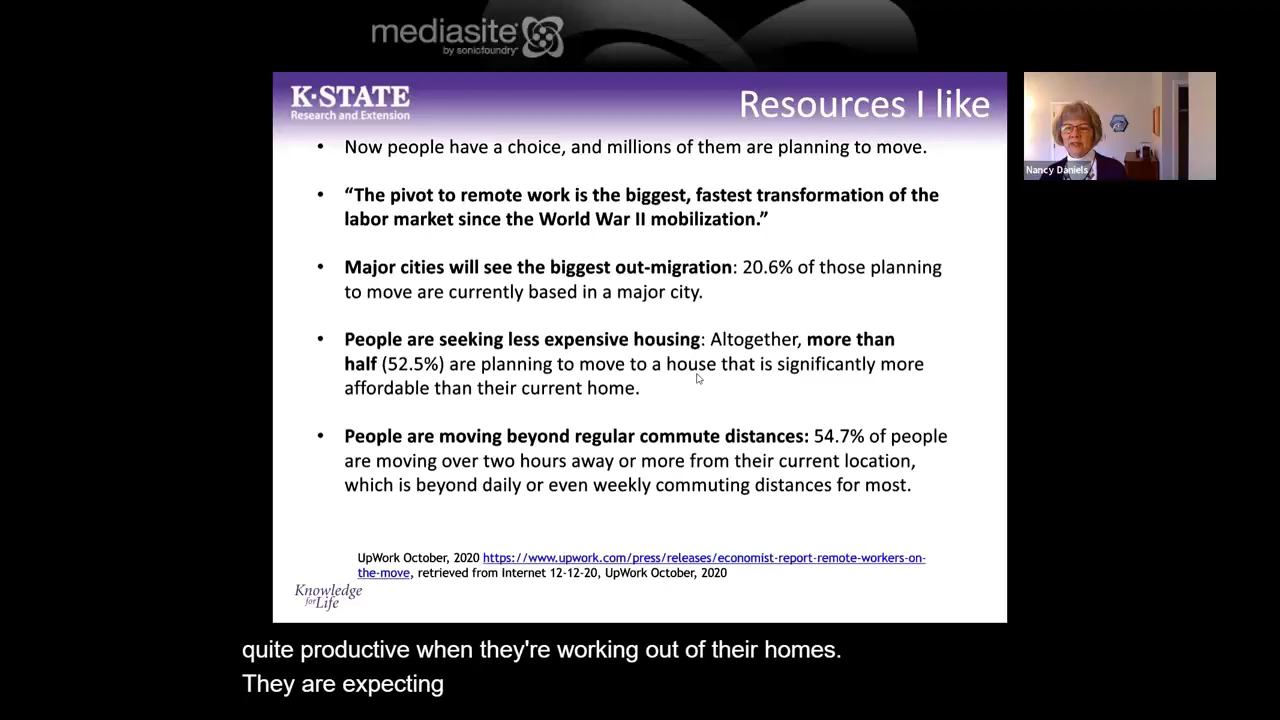 mediasite
by sonicfoundry
K·STATE
Research and Extension
Resources I like
• Now people have a choice, and millions of them are planning to move.
• “The pivot to remote work is the biggest, fastest transformation of the
labor market since the World War II mobilization.”
• Major cities will see the biggest out-migration: 20.6% of those planning
to move are currently based in a major city.
• People are seeking less expensive housing: Altogether, more than
half (52.5%) are planning to move to a house that is significantly more
affordable than their current home.
• People are moving beyond regular commute distances: 54.7% of people
are moving over two hours away or more from their current location,
which is beyond daily or even weekly commuting distances for most.
UpWork October, 2020 https://www.upwork.com/press/releases/economist-report-remote-workers-on-
the-move, retrieved from Internet 12-12-20, UpWork October, 2020
Knowledge
for Life
Nancy Daniels
quite productive when they're working out of their homes.
They are expecting